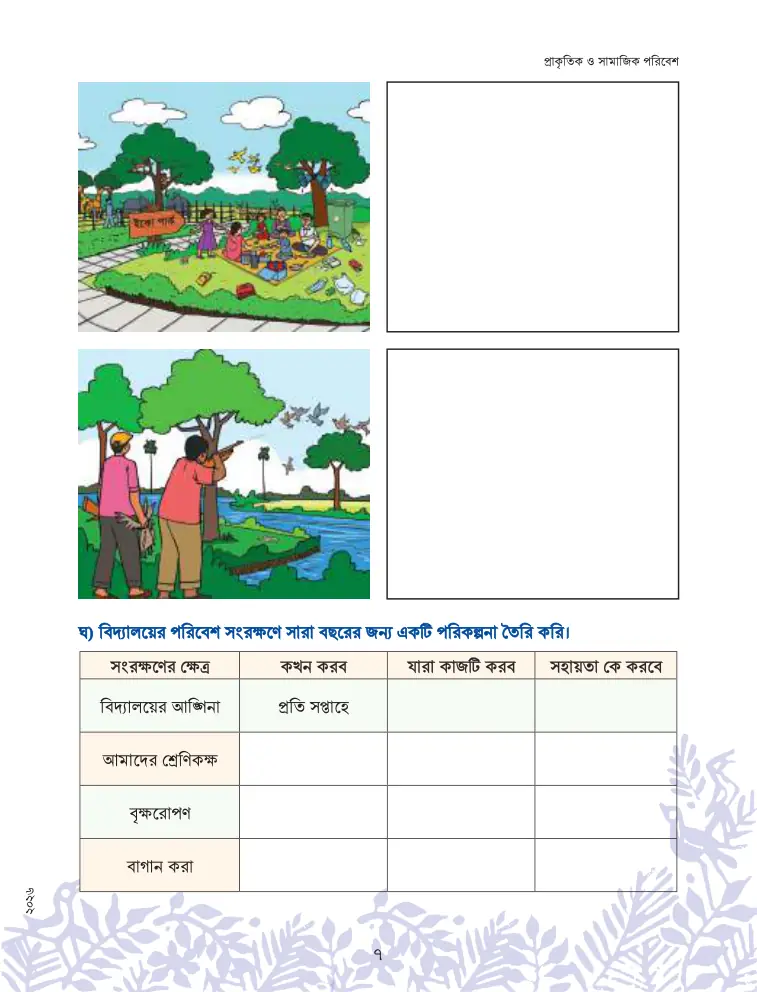 প্রাকৃতিক ও সামাজিক পরিবেশ
ইকো পার্ক
ঘ) বিদ্যালয়ের পরিবেশ সংরক্ষণে সারা বছরের জন্য একটি পরিকল্পনা তৈরি করি।
সংরক্ষণের ক্ষেত্র কখন করব যারা কাজটি করব সহায়তা কে করবে
বিদ্যালয়ের আঙ্গিনা প্রতি সপ্তাহে
আমাদের শ্রেণিকক্ষ
বৃক্ষরোপণ
বাগান করা
২০২৬
৭